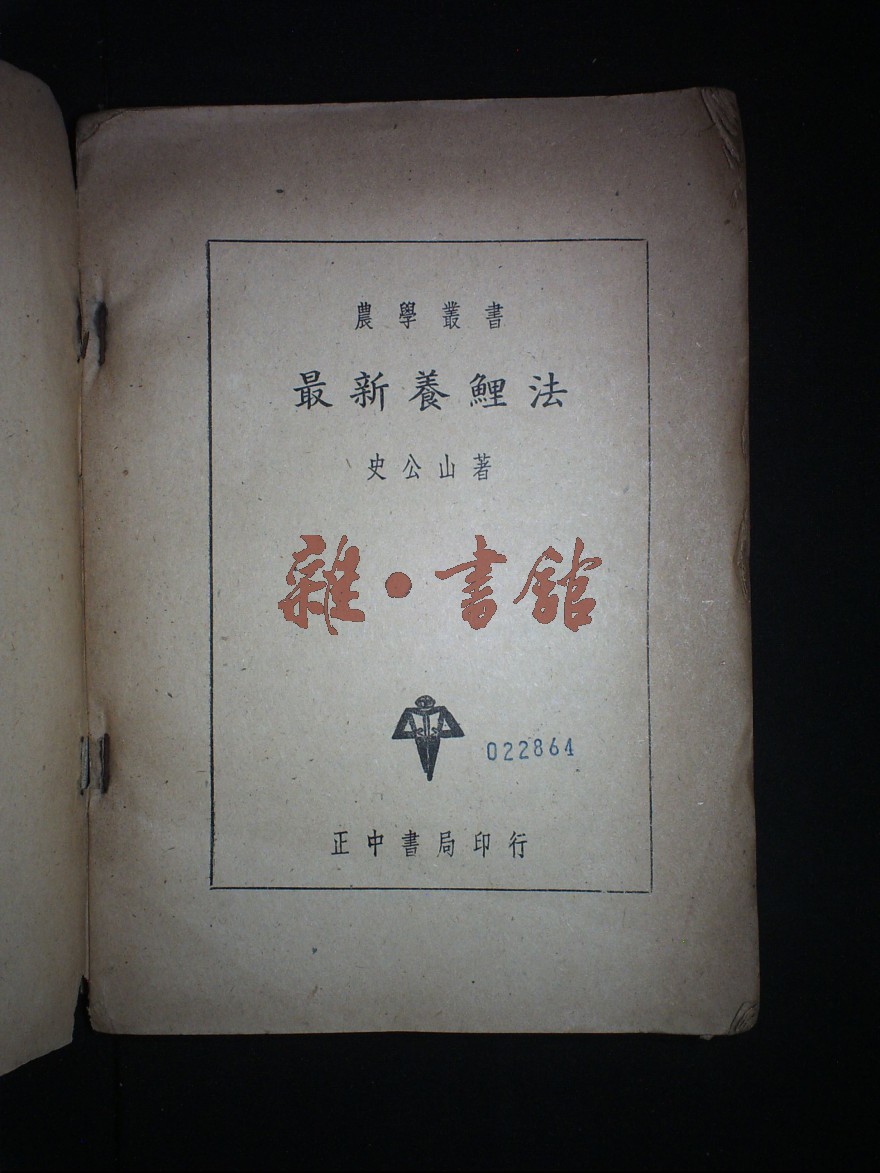 農學叢書
最新養鯉法
史公山著
雜·書館
022864
正中書局印行